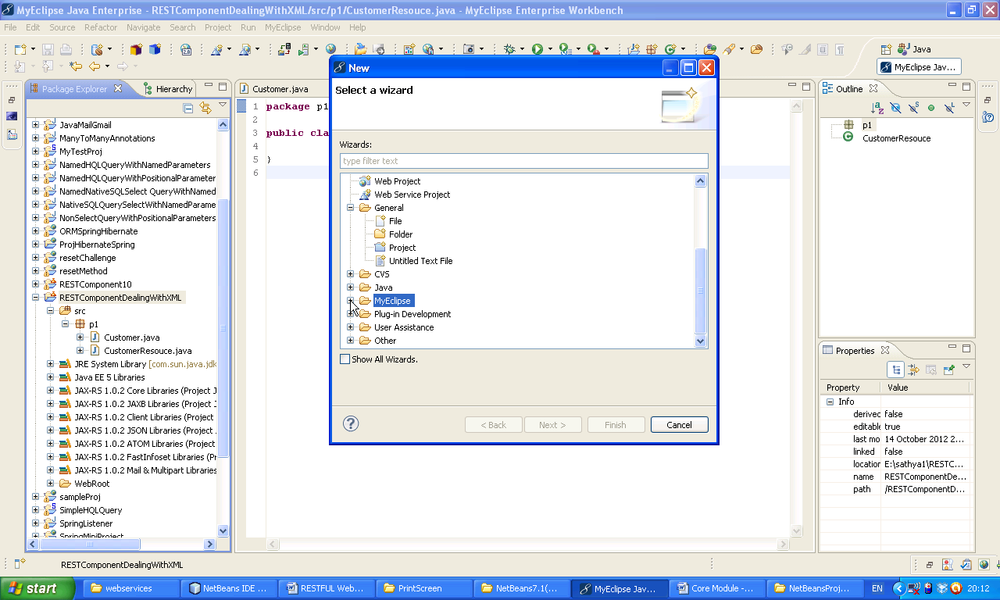 MyEclipse Java Enterprise - RESTComponentDealingWithXML/src/p1/CustomerResouce.java - MyEclipse Enterprise Workbench
File Edit Source Refactor Navigate Search Project Run MyEclipse Window Help
Java
MyEclipse Jav...
Package Explorer
Hierarchy
JavaMailGmail
ManyToManyAnnotations
MyTestProj
NamedHQLQueryWithNamedParameters
NamedHQLQueryWithPositionalParameter
NamedNativeSQLSelect QueryWithNamed
NativeSQLQuerySelectWithNamedParame
NonSelectQueryWithPositionalParameters
ORMSpringHibernate
ProjHibernateSpring
resetChallenge
resetMethod
RESTComponent10
RESTComponentDealingWithXML
src
p1
Customer.java
CustomerResouce.java
JRE System Library [com.sun.java.jdk
Java EE 5 Libraries
JAX-RS 1.0.2 Core Libraries (Project J
JAX-RS 1.0.2 JAXB Libraries (Project J
JAX-RS 1.0.2 Client Libraries (Project
JAX-RS 1.0.2 JSON Libraries (Project
JAX-RS 1.0.2 ATOM Libraries (Project
JAX-RS 1.0.2 FastInfoset Libraries (Pr
JAX-RS 1.0.2 Mail & Multipart Libraries
WebRoot
sampleProj
SimpleHQLQuery
SpringListener
SpringMiniProject
Customer.java
1 package p1
2
3 public cla
4
5 }
6
New
Select a wizard
Wizards:
type filter text
Web Project
Web Service Project
General
File
Folder
Project
Untitled Text File
CVS
Java
MyEclipse
Plug-in Development
User Assistance
Other
Show All Wizards.
< Back
Next >
Finish
Cancel
Outline
p1
CustomerResouce
Properties
Property Value
Info
derivec false
editable true
last mo 14 October 2012 2...
linked false
location E:\sathya1\RESTC...
name RESTComponentDe...
path /RESTComponentD...
RESTComponentDealingWithXML
start
webservices
NetBeans IDE ...
RESTFUL Web...
PrintScreen
NetBeans7.1(...
MyEclipse Jav...
Core Module -...
NetBeansProj...
EN
20:12